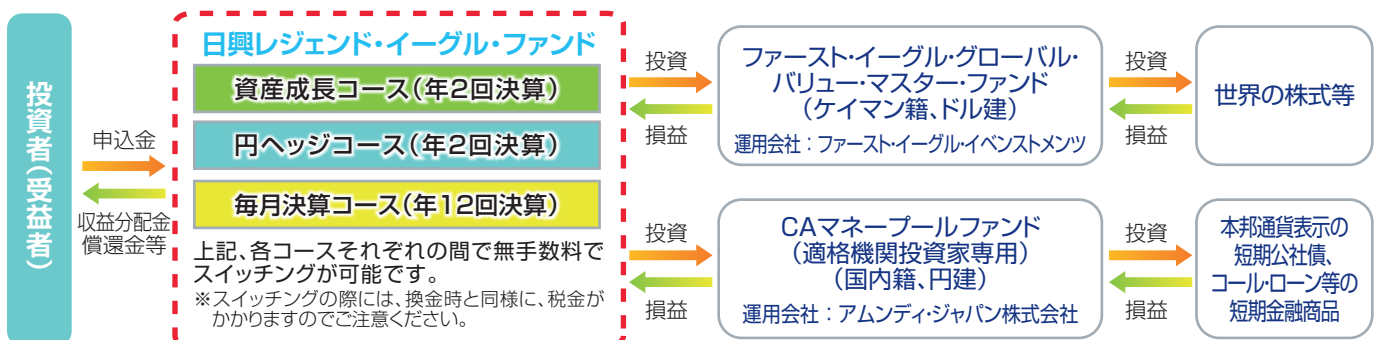 投資者（受益者）
申込金
収益分配金
償還金等
日興レジェンド・イーグル・ファンド
資産成長コース（年2回決算）
円ヘッジコース（年2回決算）
毎月決算コース（年12回決算）
上記、各コースそれぞれの間で無手数料で
スイッチングが可能です。
※スイッチングの際には、換金時と同様に、税金が
かかりますのでご注意ください。
投資
損益
ファースト・イーグル・グローバル・
バリュー・マスター・ファンド
（ケイマン籍、ドル建）
運用会社：ファースト・イーグル・イベンストメンツ
投資
損益
世界の株式等
投資
損益
CAマネープールファンド
（適格機関投資家専用）
（国内籍、円建）
運用会社：アムンディ・ジャパン株式会社
投資
損益
本邦通貨表示の
短期公社債、
コール・ローン等の
短期金融商品